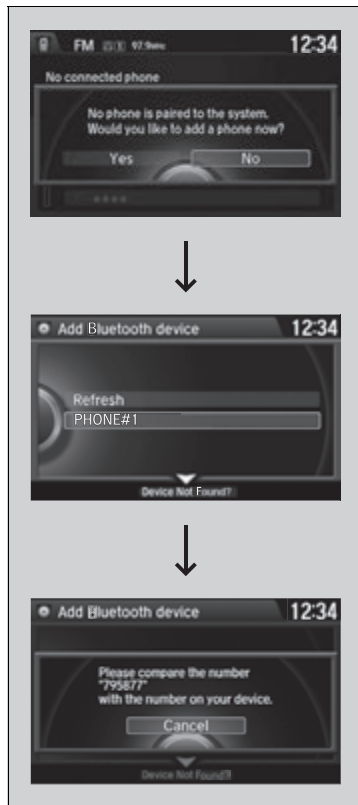 FM 97.9MHz 12:34
No connected phone
No phone is paired to the system.
Would you like to add a phone now?
Yes No
Add Bluetooth device 12:34
Refresh
PHONE#1
Device Not Found?
Add Bluetooth device 12:34
Please compare the number
"795877"
with the number on your device.
Cancel
Device Not Found?